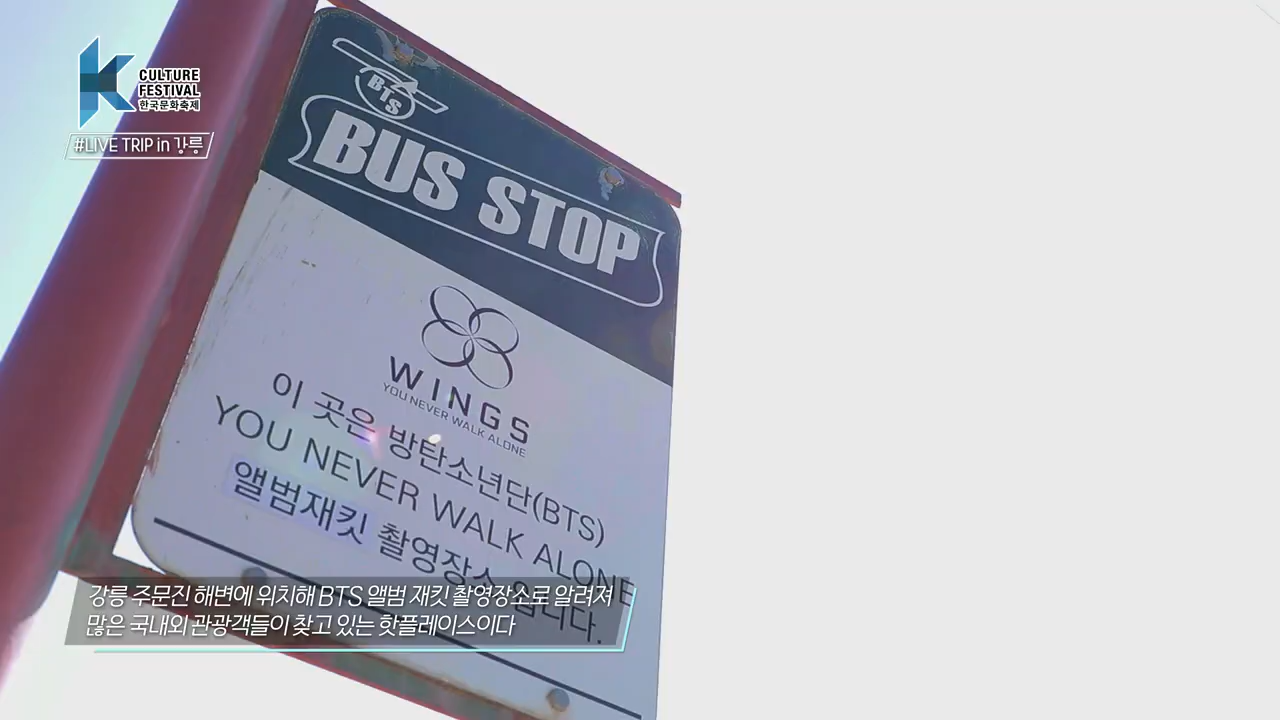 CULTURE
FESTIVAL
한국문화축제
#LIVE TRIP in 강릉
BTS
BUS STOP
WINGS
YOU NEVER WALK ALONE
이 곳은 방탄소년단(BTS)
YOU NEVER WALK ALONE
앨범재킷 촬영장소 입니다.
강릉 주문진 해변에 위치해 BTS 앨범 재킷 촬영장소로 알려져
많은 국내외 관광객들이 찾고 있는 핫플레이스이다